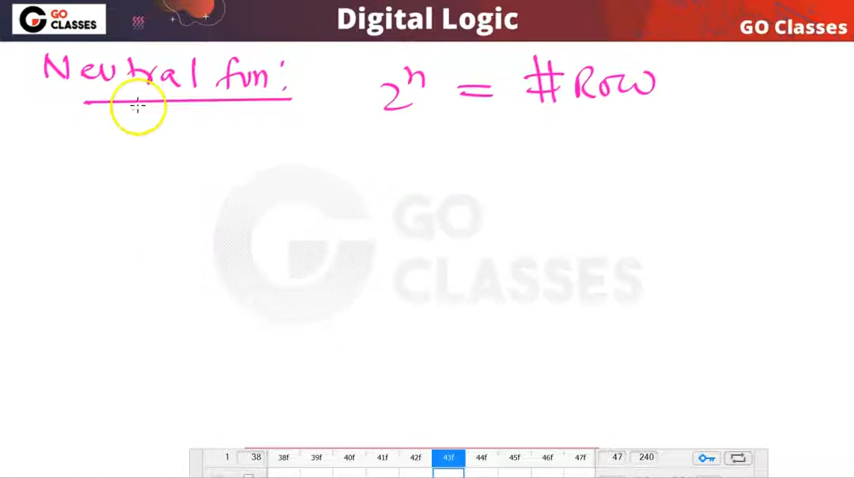 GO
CLASSES
Digital Logic
GO Classes
Neutral fun:
2^n = #Row
GO
CLASSES
1 38 38f 39f 40f 41f 42f 43f 44f 45f 46f 47f 47 240